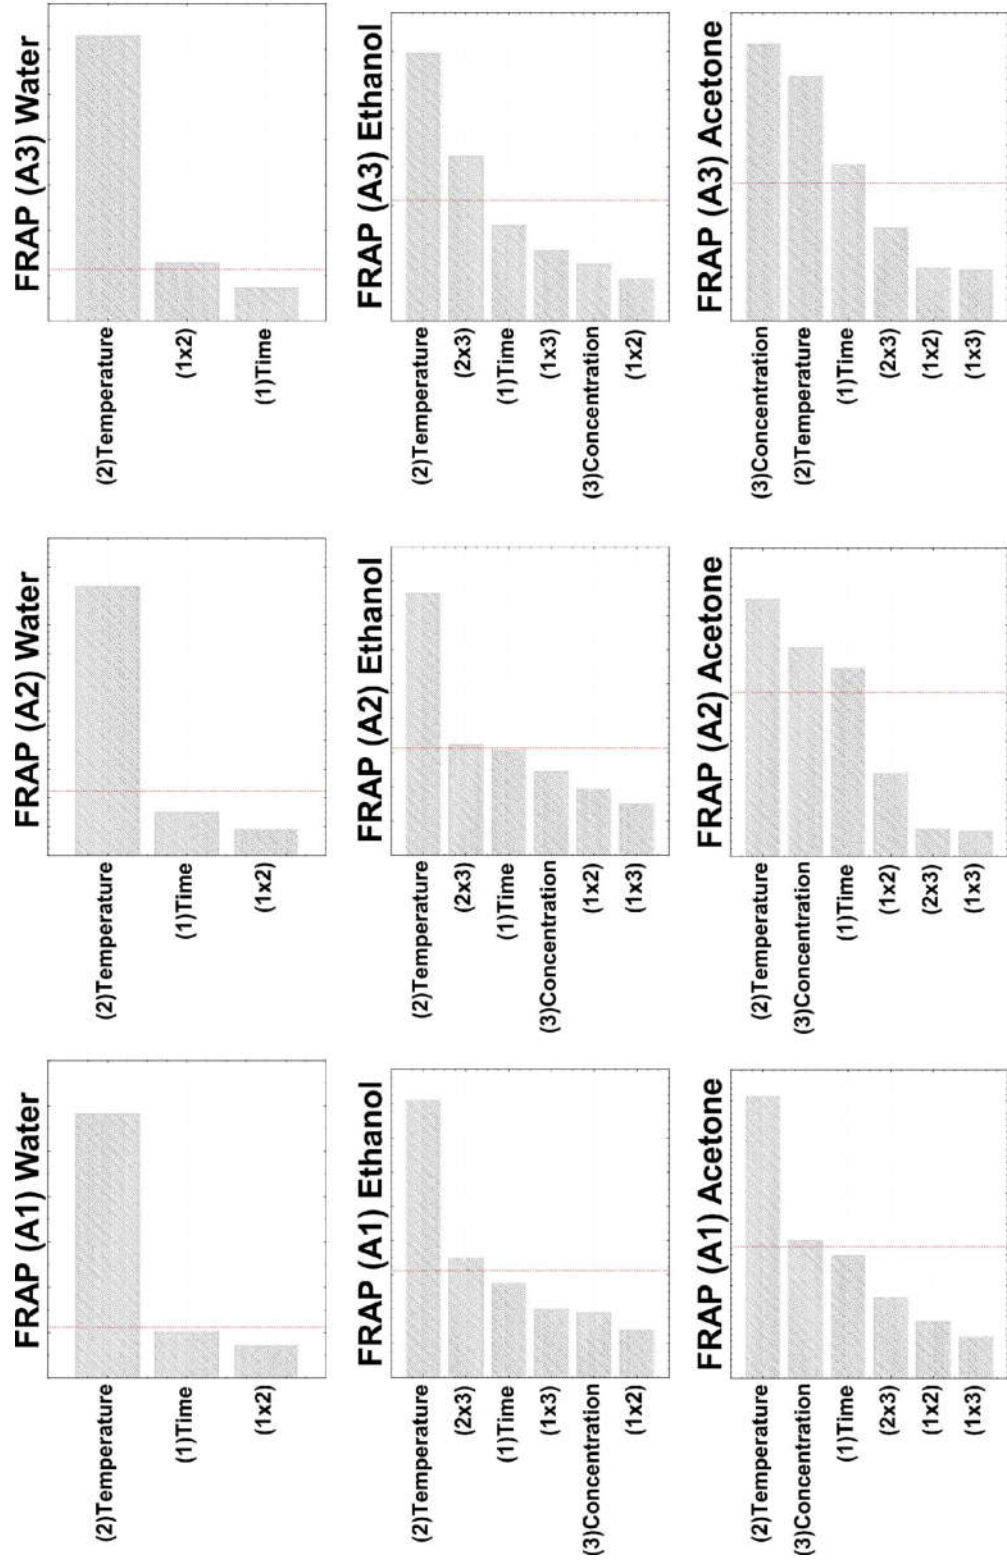 FRAP (A3) Water
(2)Temperature
(1x2)
(1)Time
FRAP (A3) Ethanol
(2)Temperature
(2x3)
(1)Time
(1x3)
(3)Concentration
(1x2)
FRAP (A3) Acetone
(3)Concentration
(2)Temperature
(1)Time
(2x3)
(1x2)
(1x3)
FRAP (A2) Water
(2)Temperature
(1)Time
(1x2)
FRAP (A2) Ethanol
(2)Temperature
(2x3)
(1)Time
(3)Concentration
(1x2)
(1x3)
FRAP (A2) Acetone
(2)Temperature
(3)Concentration
(1)Time
(1x2)
(2x3)
(1x3)
FRAP (A1) Water
(2)Temperature
(1)Time
(1x2)
FRAP (A1) Ethanol
(2)Temperature
(2x3)
(1)Time
(1x3)
(3)Concentration
(1x2)
FRAP (A1) Acetone
(2)Temperature
(3)Concentration
(1)Time
(2x3)
(1x2)
(1x3)